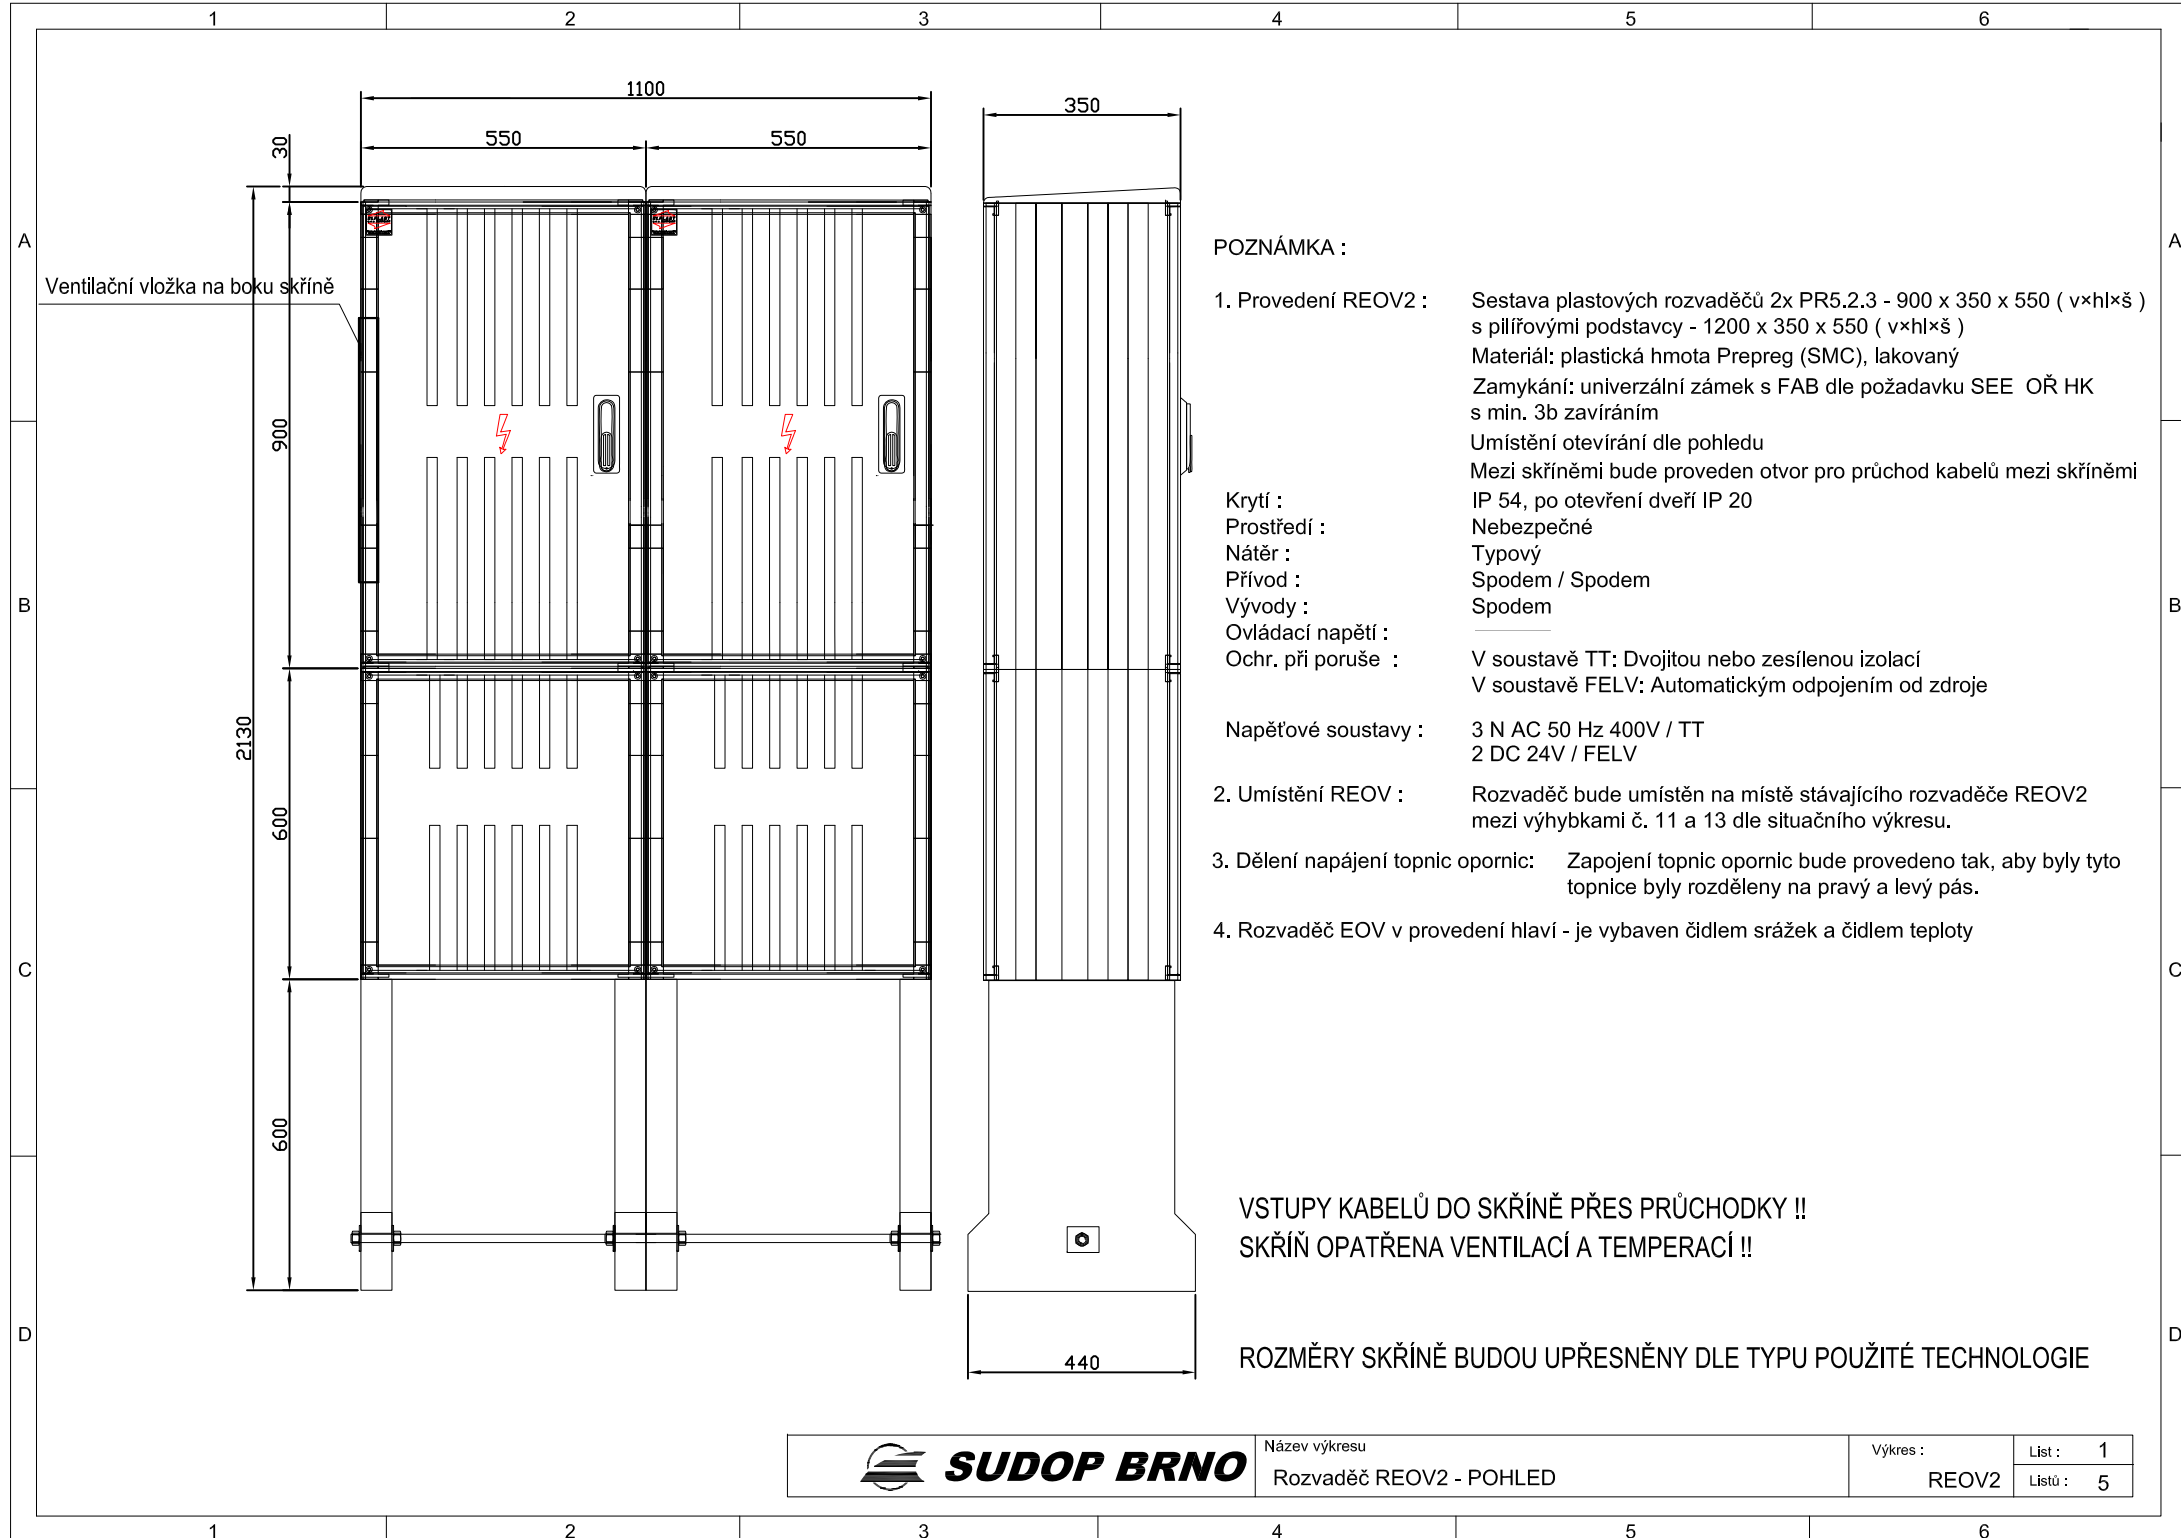 1 2 3 4 5 6
1100
350
550 550
30
A A
POZNÁMKA :
Ventilační vložka na boku skříně
1. Provedení REOV2 : Sestava plastových rozvaděčů 2x PR5.2.3 - 900 x 350 x 550 ( v×hl×š )
s pilířovými podstavcy - 1200 x 350 x 550 ( v×hl×š )
Materiál: plastická hmota Prepreg (SMC), lakovaný
Zamykání: univerzální zámek s FAB dle požadavku SEE OŘ HK
s min. 3b zavíráním
900
Umístění otevírání dle pohledu
Mezi skříněmi bude proveden otvor pro průchod kabelů mezi skříněmi
Krytí : IP 54, po otevření dveří IP 20
Prostředí : Nebezpečné
Nátěr : Typový
Přívod : Spodem / Spodem
B B
Vývody : Spodem
Ovládací napětí :
Ochr. při poruše : V soustavě TT: Dvojitou nebo zesílenou izolací
V soustavě FELV: Automatickým odpojením od zdroje
2130
Napěťové soustavy : 3 N AC 50 Hz 400V / TT
2 DC 24V / FELV
2. Umístění REOV : Rozvaděč bude umístěn na místě stávajícího rozvaděče REOV2
mezi výhybkami č. 11 a 13 dle situačního výkresu.
600
3. Dělení napájení topnic opornic: Zapojení topnic opornic bude provedeno tak, aby byly tyto
topnice byly rozděleny na pravý a levý pás.
4. Rozvaděč EOV v provedení hlaví - je vybaven čidlem srážek a čidlem teploty
C C
600
VSTUPY KABELŮ DO SKŘÍNĚ PŘES PRŮCHODKY !!
SKŘÍŇ OPATŘENA VENTILACÍ A TEMPERACÍ !!
D D
440
ROZMĚRY SKŘÍNĚ BUDOU UPŘESNĚNY DLE TYPU POUŽITÉ TECHNOLOGIE
SUDOP BRNO
Název výkresu
Rozvaděč REOV2 - POHLED
Výkres :
REOV2
List : 1
Listů : 5
1 2 3 4 5 6